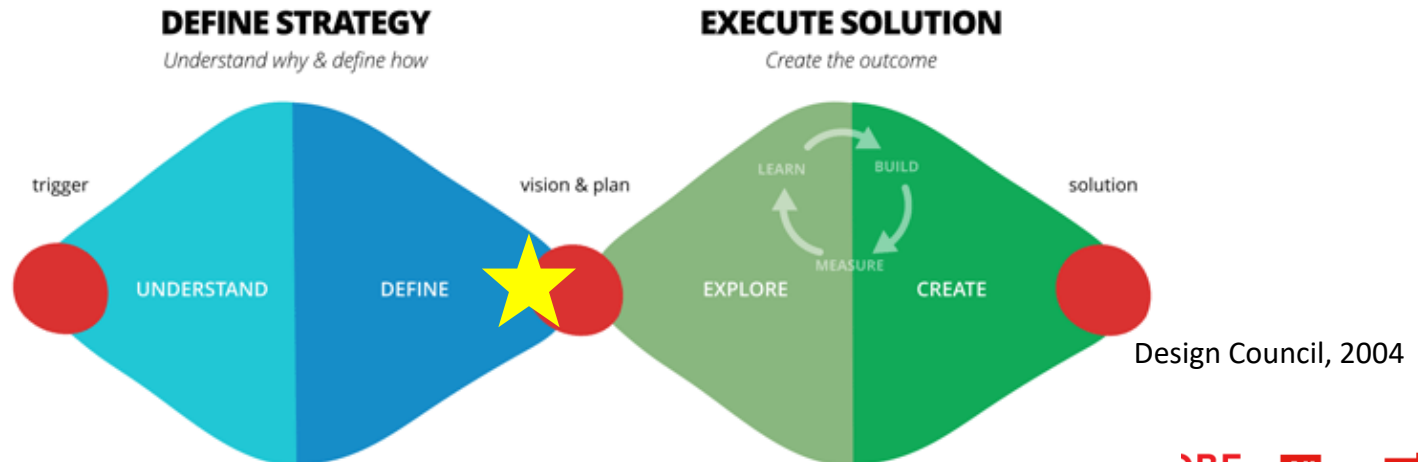 DEFINE STRATEGY
Understand why & define how
EXECUTE SOLUTION
Create the outcome
trigger
vision & plan
solution
LEARN
BUILD
MEASURE
UNDERSTAND
DEFINE
EXPLORE
CREATE
Design Council, 2004